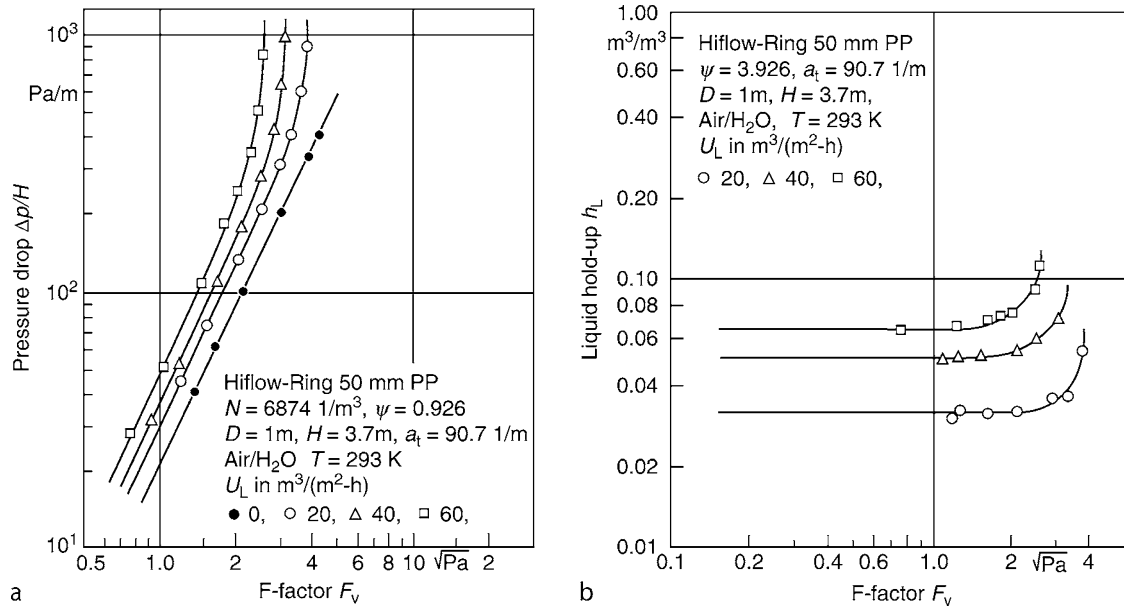 10³
Pa/m
Pressure drop Δp/H
10²
10¹
Hiflow-Ring 50 mm PP
N = 6874 1/m³, ψ = 0.926
D = 1m, H = 3.7m, aₜ = 90.7 1/m
Air/H₂O T = 293 K
U_L in m³/(m²-h)
● 0, ○ 20, △ 40, □ 60,
0.5 1.0 2 4 6 8 10 √Pa 2
F-factor Fᵥ
a
1.00
m³/m³
0.60
0.40
Liquid hold-up h_L
0.10
0.08
0.06
0.04
0.02
0.01
Hiflow-Ring 50 mm PP
ψ = 3.926, aₜ = 90.7 1/m
D = 1m, H = 3.7m,
Air/H₂O, T = 293 K
U_L in m³/(m²-h)
○ 20, △ 40, □ 60,
0.1 0.2 0.4 0.6 1.0 2 √Pa 4
F-factor Fᵥ
b